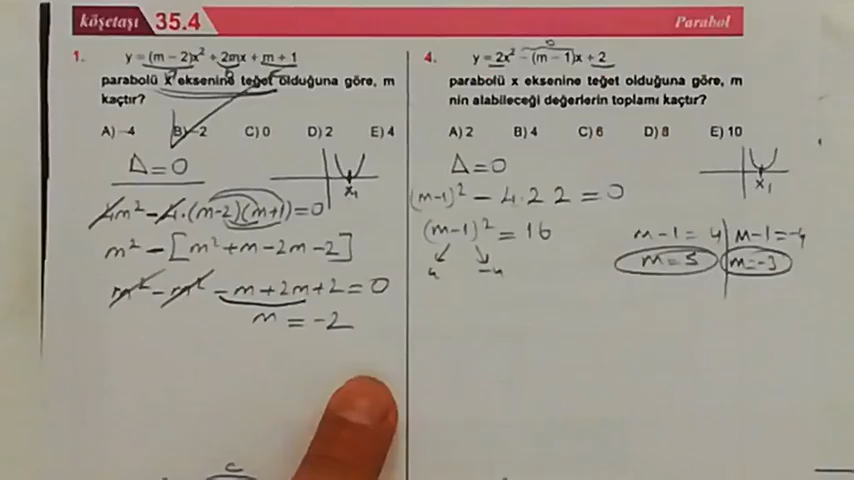 köşetaşı 35.4 Parabol
1. y = (m – 2)x² + 2mx + m + 1
parabolü x eksenine teğet olduğuna göre, m
kaçtır?
A) –4 B) –2 C) 0 D) 2 E) 4
Δ = 0
x₁
4m² – 4.(m–2)(m+1) = 0
m² – [m² + m – 2m – 2]
m² – m² – m + 2m + 2 = 0
m = –2
c
4. y = 2x² – (m – 1)x + 2
parabolü x eksenine teğet olduğuna göre, m
nin alabileceği değerlerin toplamı kaçtır?
A) 2 B) 4 C) 6 D) 8 E) 10
Δ = 0
x₁
(m–1)² – 4.2 2 = 0
(m–1)² = 16
4 –4
m–1 = 4 m–1 = –4
m = 5 m = –3